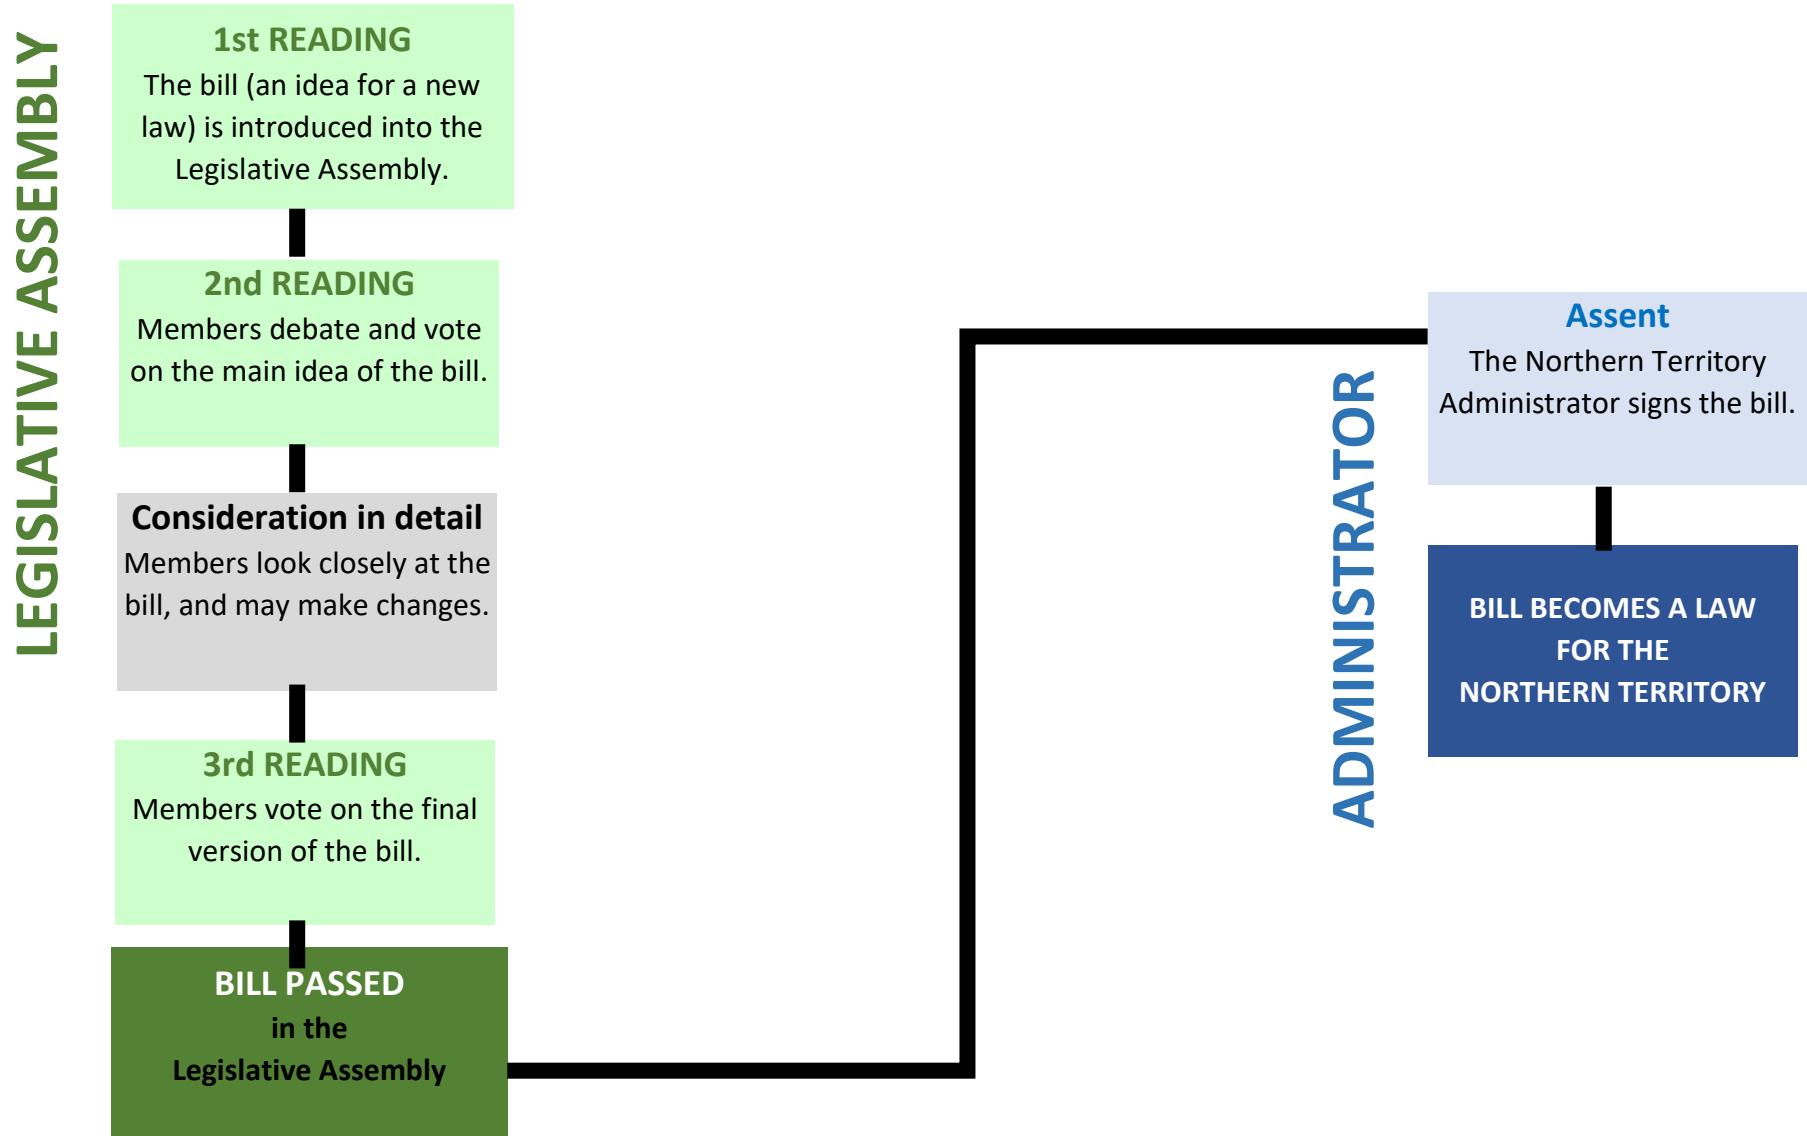 LEGISLATIVE ASSEMBLY
1st READING
The bill (an idea for a new
law) is introduced into the
Legislative Assembly.
2nd READING
Members debate and vote
on the main idea of the bill.
Consideration in detail
Members look closely at the
bill, and may make changes.
3rd READING
Members vote on the final
version of the bill.
BILL PASSED
in the
Legislative Assembly
ADMINISTRATOR
Assent
The Northern Territory
Administrator signs the bill.
BILL BECOMES A LAW
FOR THE
NORTHERN TERRITORY